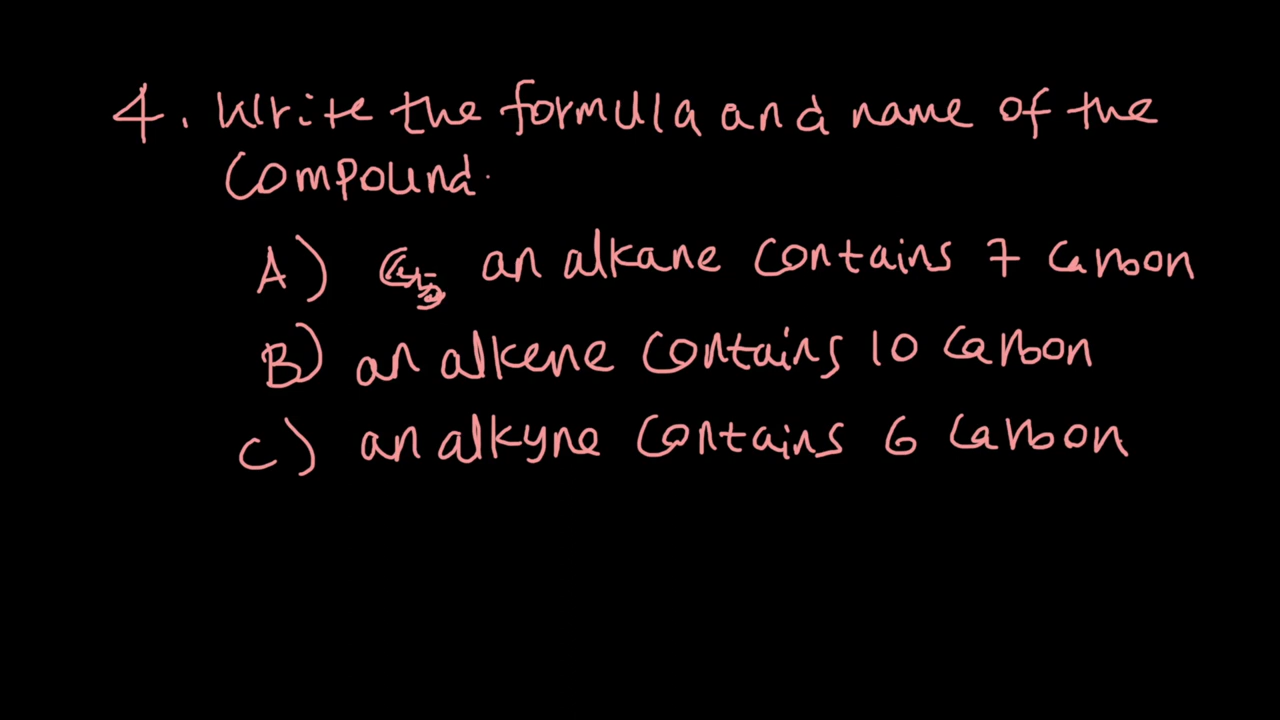 4. Write the formula and name of the
compound.
A) an alkane contains 7 carbon
B) an alkene contains 10 carbon
C) an alkyne contains 6 carbon